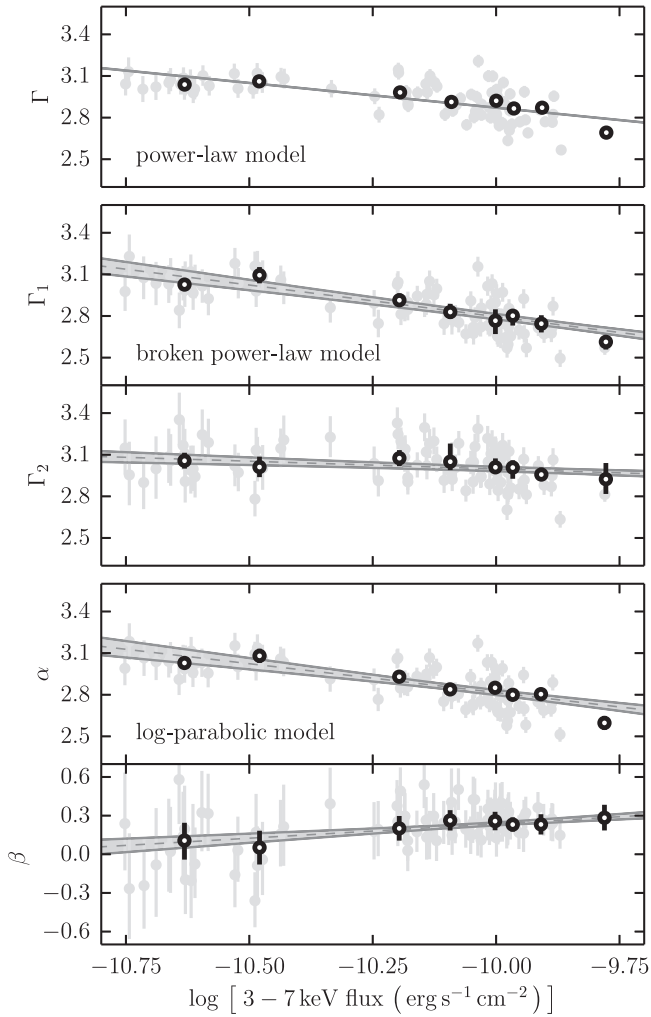 3.4
3.1
2.8
2.5
Γ
power-law model
3.4
3.1
2.8
2.5
Γ₁
broken power-law model
3.4
3.1
2.8
2.5
Γ₂
3.4
3.1
2.8
2.5
α
log-parabolic model
0.6
0.3
0.0
−0.3
−0.6
β
−10.75 −10.50 −10.25 −10.00 −9.75
log [ 3 − 7 keV flux ( erg s⁻¹ cm⁻² ) ]